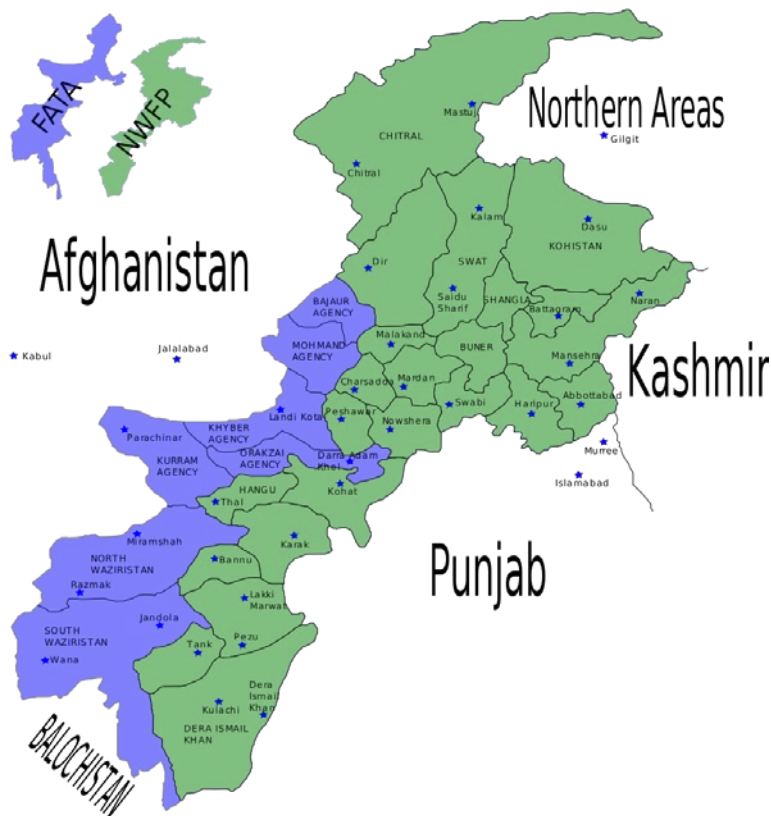 FATA
NWFP
Northern Areas
Mastuj
CHITRAL
Gilgit
Chitral
Kalam
Dasu
KOHISTAN
Afghanistan
Dir
SWAT
Saidu
Sharif
SHANGLA
Naran
BAJAUR
AGENCY
Battagram
MOHMAND
AGENCY
Malakand
BUNER
Kabul
Jalalabad
Mansehra
Kashmir
Charsadda
Mardan
Swabi
Haripur
Abbottabad
Landi Kotal
Peshawar
Nowshera
Parachinar
KHYBER
AGENCY
Murree
KURRAM
AGENCY
ORAKZAI
AGENCY
Darra Adam
Khel
Islamabad
HANGU
Kohat
Thal
Miramshah
Karak
NORTH
WAZIRISTAN
Bannu
Punjab
Razmak
Lakki
Marwat
Jandola
SOUTH
WAZIRISTAN
Tank
Pezu
Wana
Kulachi
Dera
Ismail
Khan
DERA ISMAIL
KHAN
BALOCHISTAN